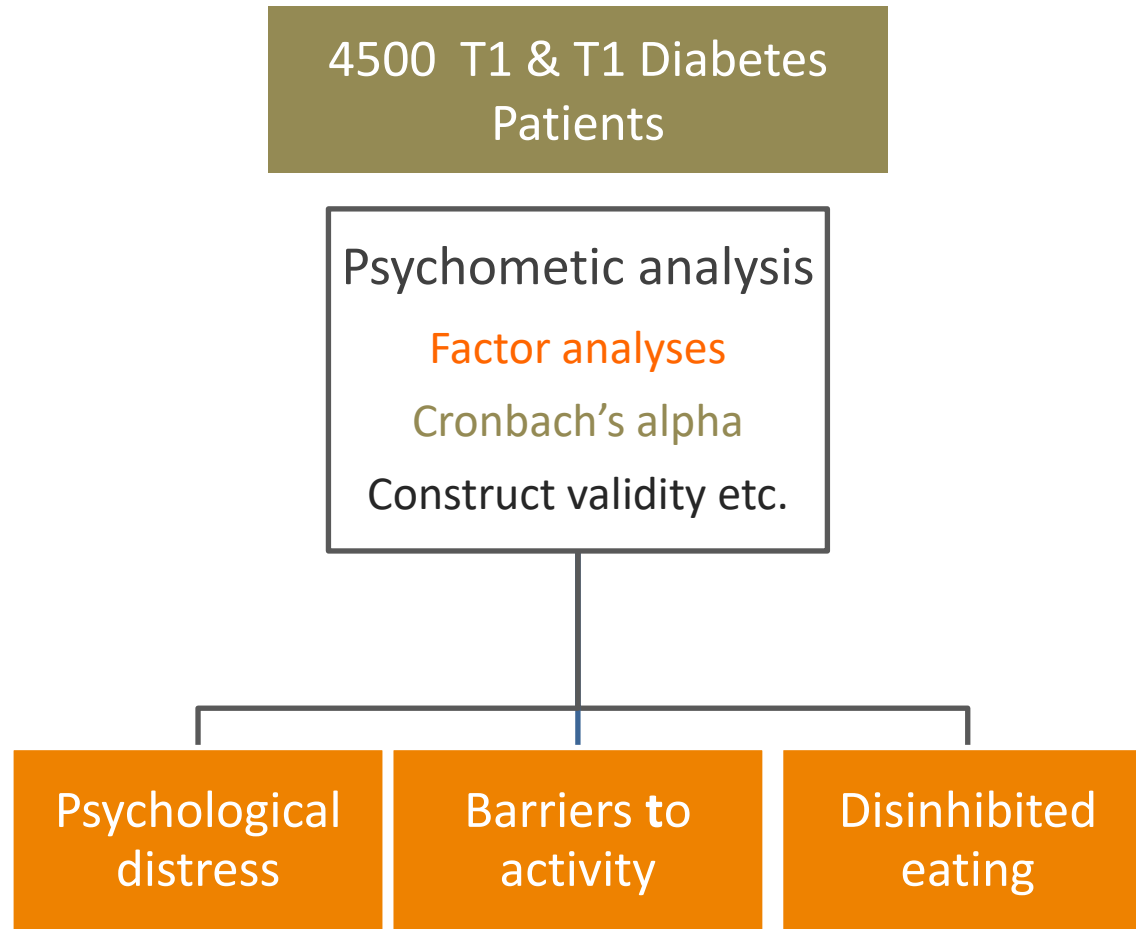 4500 T1 & T1 Diabetes
Patients
Psychometic analysis
Factor analyses
Cronbach’s alpha
Construct validity etc.
Psychological
distress
Barriers to
activity
Disinhibited
eating